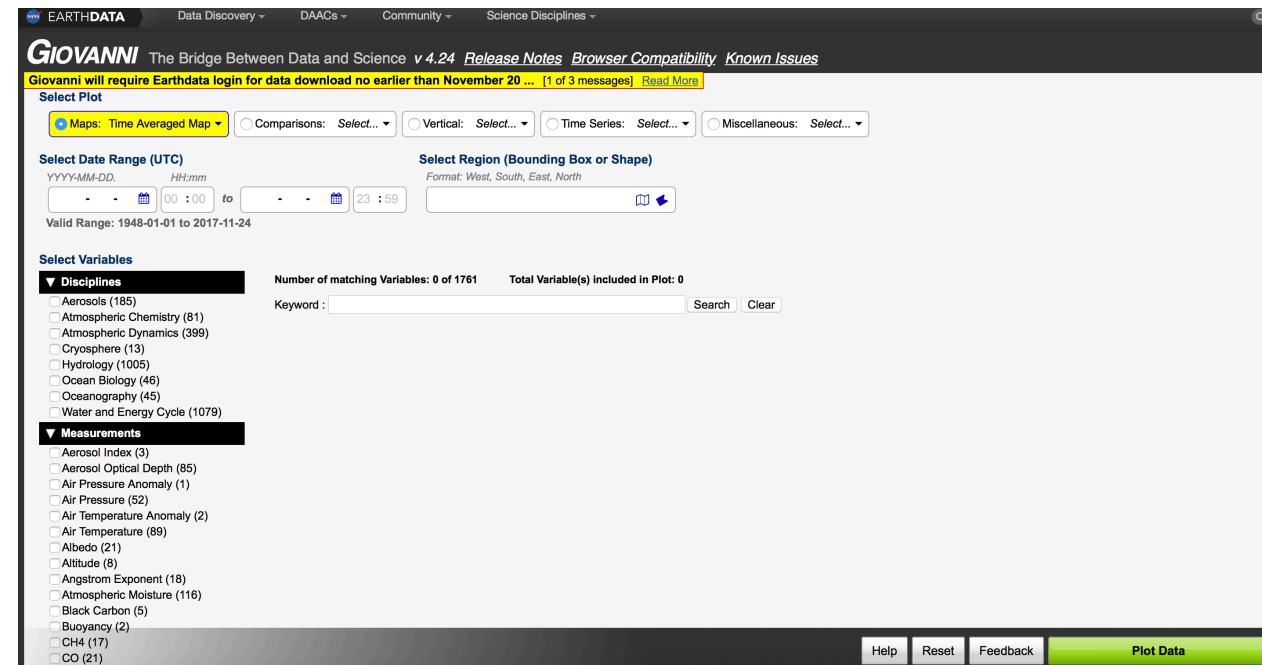 EARTHDATA Data Discovery DAACs Community Science Disciplines
GIOVANNI The Bridge Between Data and Science v 4.24 Release Notes Browser Compatibility Known Issues
Giovanni will require Earthdata login for data download no earlier than November 20 ... [1 of 3 messages] Read More
Select Plot
Maps: Time Averaged Map Comparisons: Select... Vertical: Select... Time Series: Select... Miscellaneous: Select...
Select Date Range (UTC) Select Region (Bounding Box or Shape)
YYYY-MM-DD. HH:mm Format: West, South, East, North
- - 00 : 00 to - - 23 : 59
Valid Range: 1948-01-01 to 2017-11-24
Select Variables
Disciplines Number of matching Variables: 0 of 1761 Total Variable(s) included in Plot: 0
Aerosols (185) Keyword : Search Clear
Atmospheric Chemistry (81)
Atmospheric Dynamics (399)
Cryosphere (13)
Hydrology (1005)
Ocean Biology (46)
Oceanography (45)
Water and Energy Cycle (1079)
Measurements
Aerosol Index (3)
Aerosol Optical Depth (85)
Air Pressure Anomaly (1)
Air Pressure (52)
Air Temperature Anomaly (2)
Air Temperature (89)
Albedo (21)
Altitude (8)
Angstrom Exponent (18)
Atmospheric Moisture (116)
Black Carbon (5)
Buoyancy (2)
CH4 (17)
CO (21)
Help Reset Feedback Plot Data